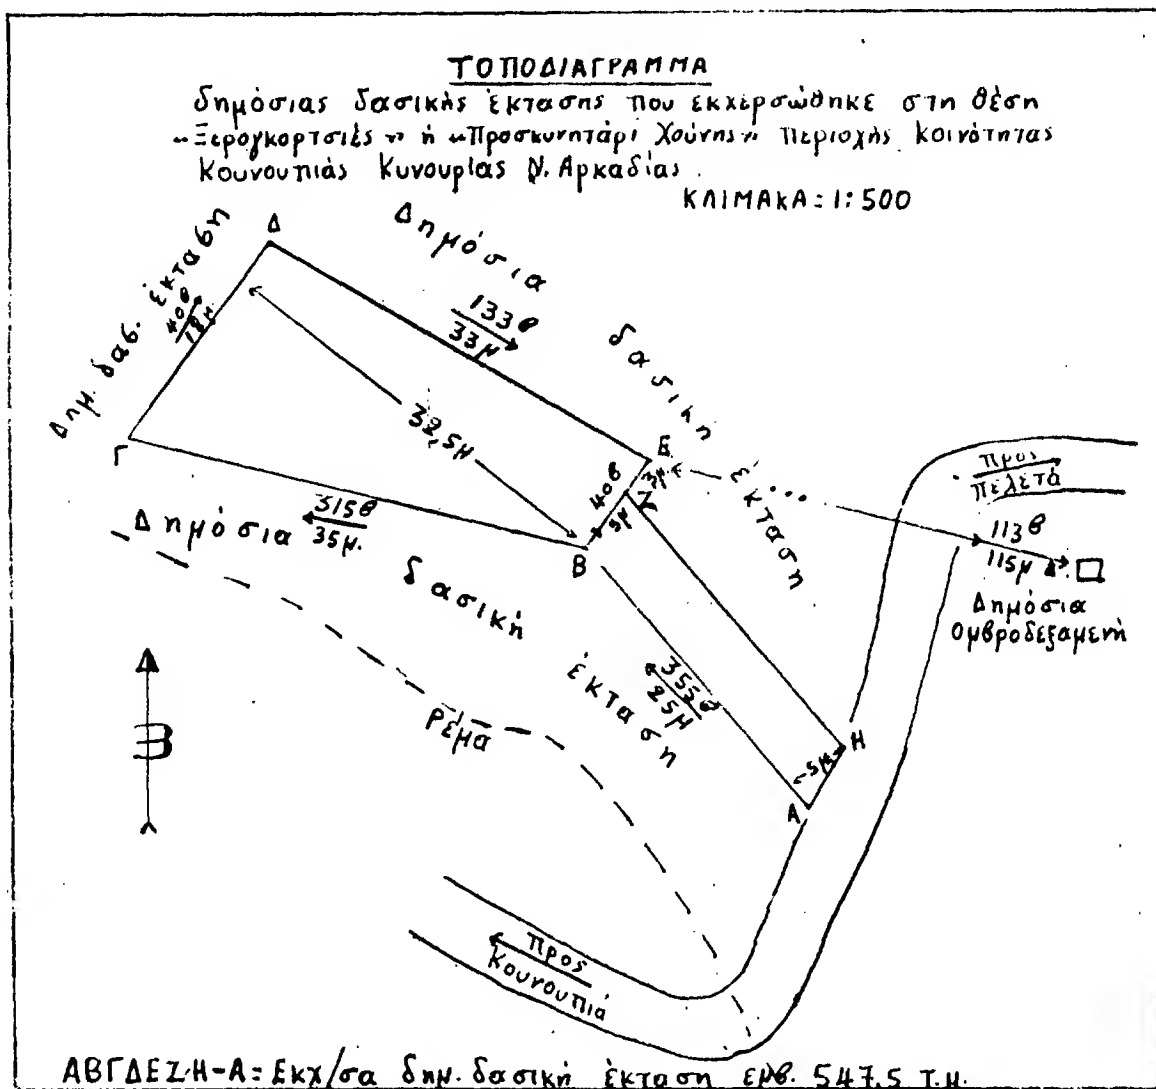 ΤΟΠΟΔΙΑΓΡΑΜΜΑ
δημόσιας δασικής έκτασης που εκχερσώθηκε στη θέση
"Ξερογκορτσιές" ή "Προσκυνητάρι Χούνης" περιοχής κοινότητας
Κουνουπιάς Κυνουρίας Ν. Αρκαδίας.
ΚΛΙΜΑΚΑ = 1:500
Δ
Δημόσια δασική έκταση
Δημ. δασ. έκταση
40θ
18μ.
133θ
33μ
32,5μ
Γ
Ε
3μ.
Ζ
40θ
5μ
προς
Πελετά
113θ
115μ
Δημόσια
ομβροδεξαμενή
315θ
35μ.
Β
Δημόσια δασική έκταση
355θ
25μ
ρέμα
Η
5μ
Α
προς
Κουνουπιά
ΑΒΓΔΕΖΗ-Α = Εκχ/σα δημ. δασική έκταση εμβ. 547,5 τ.μ.